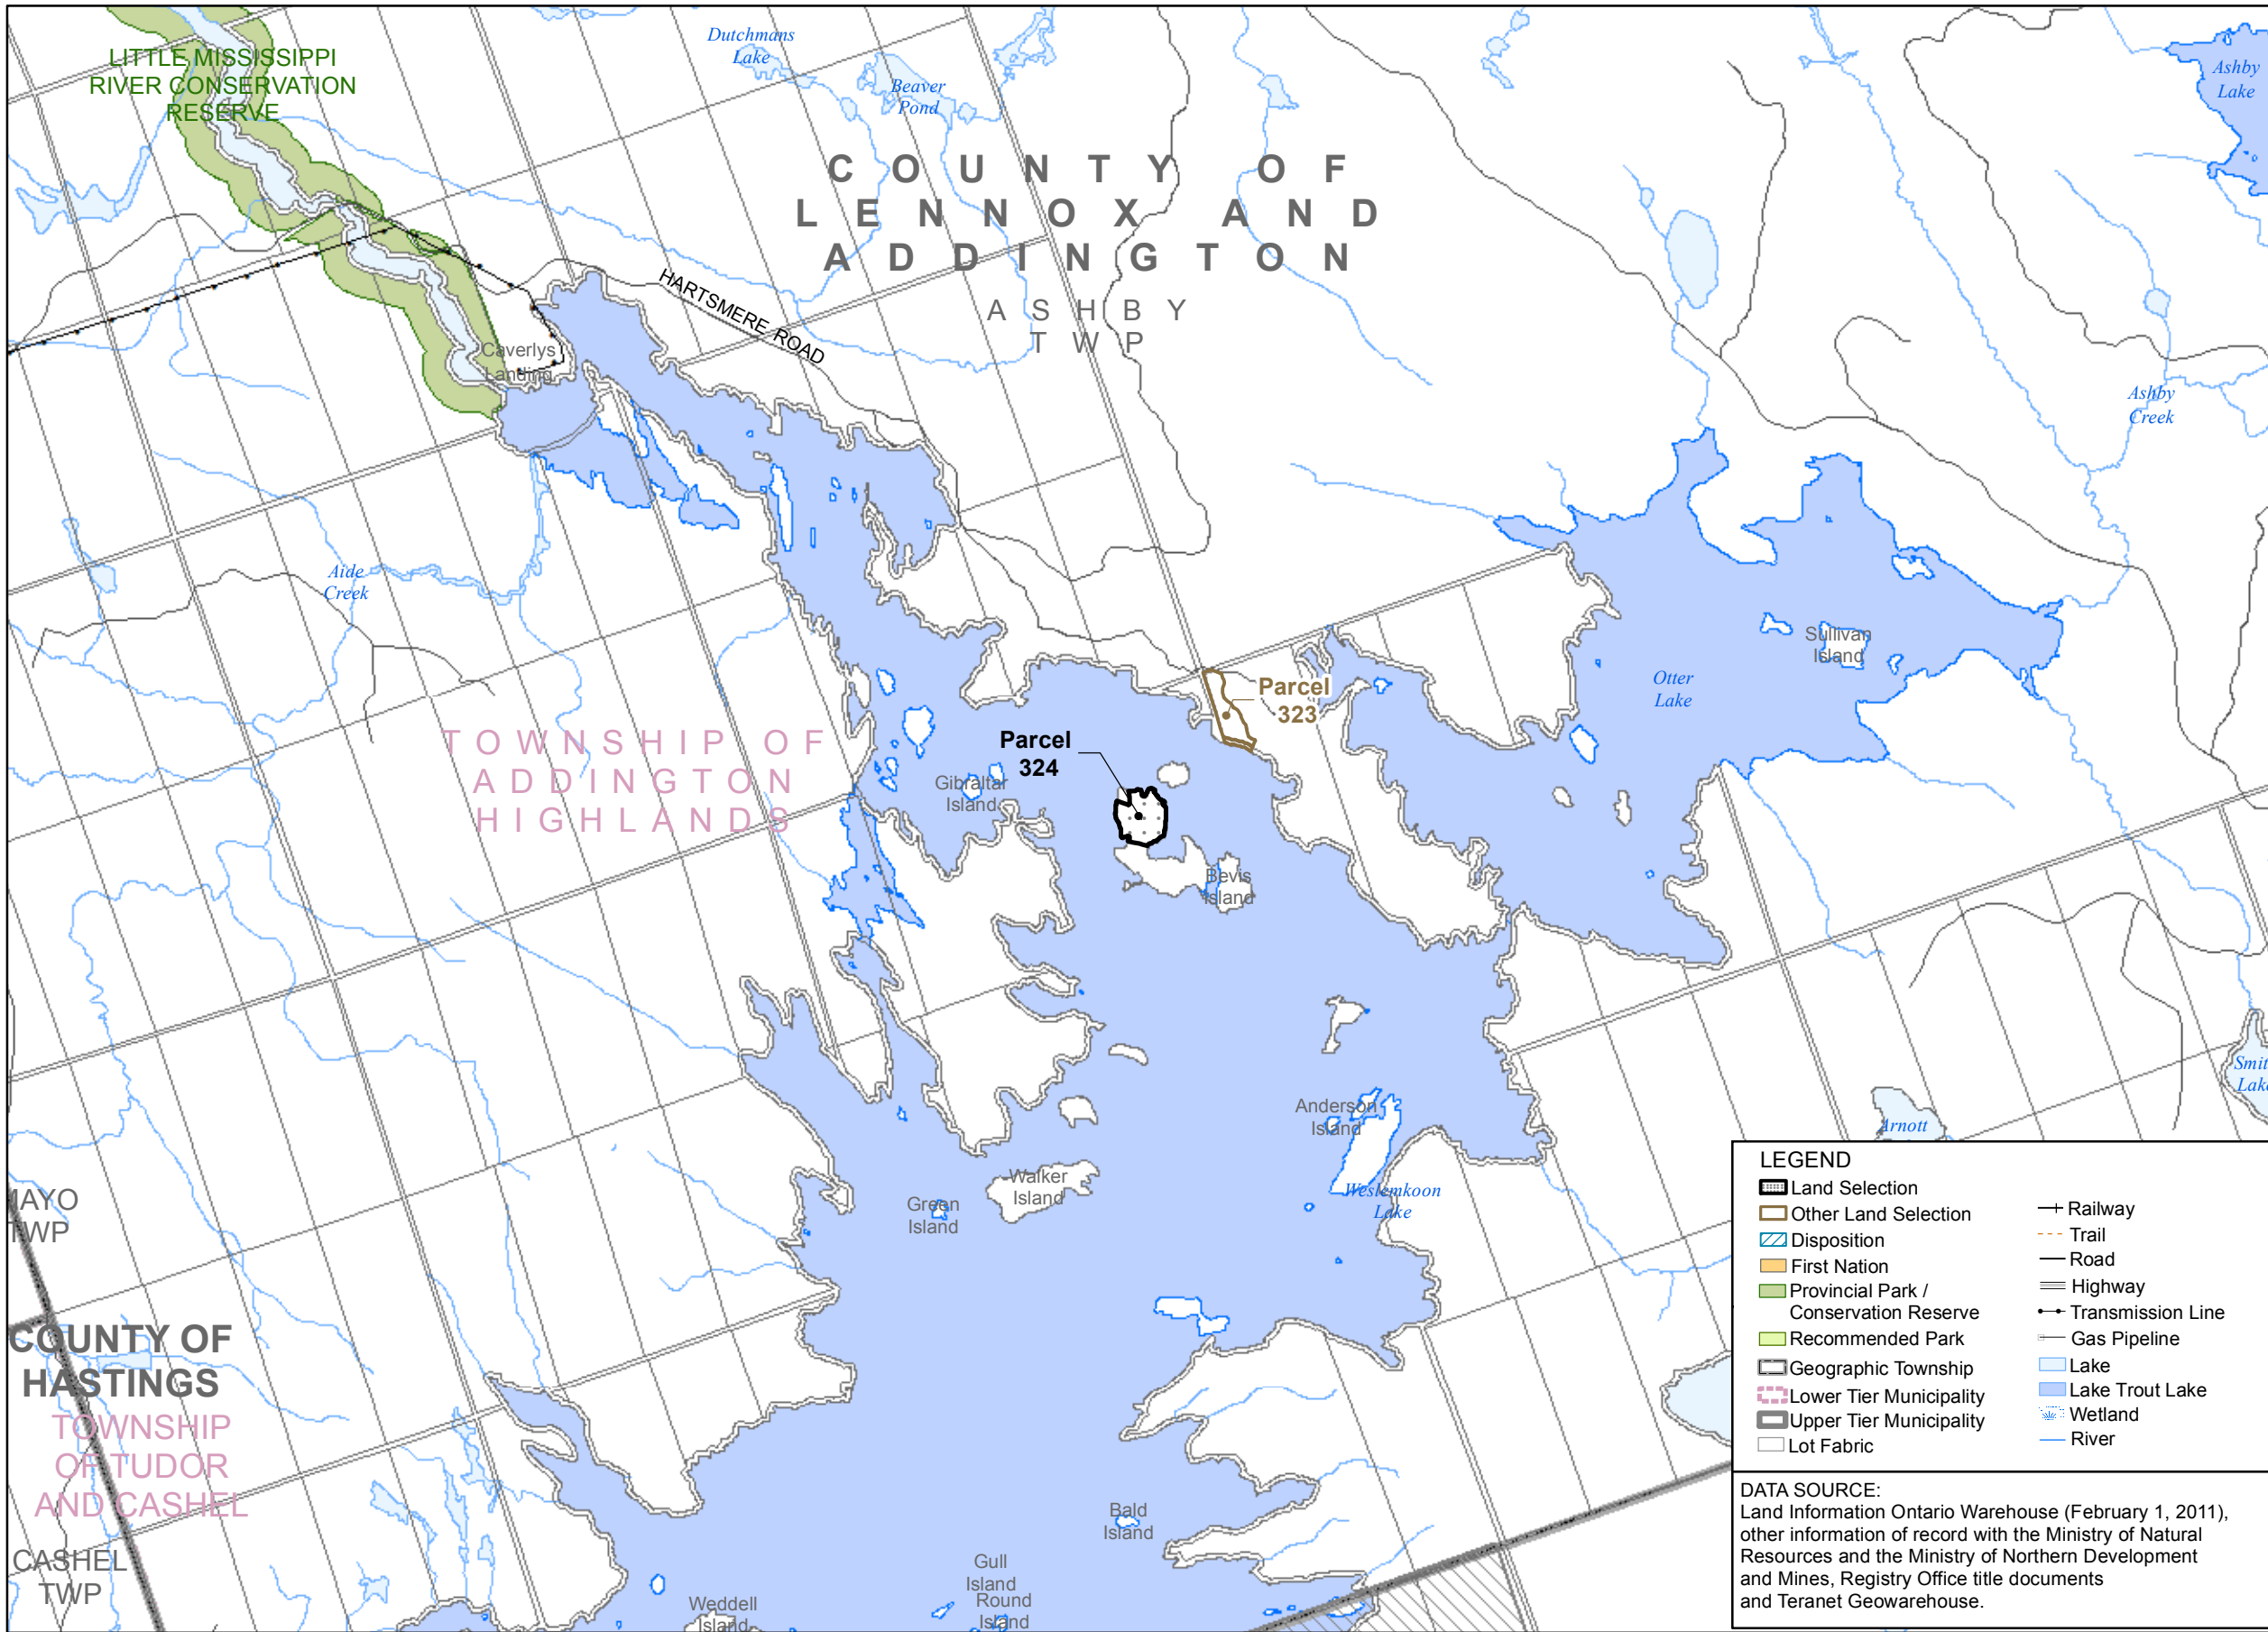 LITTLE MISSISSIPPI
RIVER CONSERVATION
RESERVE
Dutchmans
Lake
Beaver
Pond
Ashby
Lake
COUNTY OF
LENNOX AND
ADDINGTON
ASHBY
TWP
HARTSMERE ROAD
Caverlys
Landing
Ashby
Creek
Aide
Creek
Sullivan
Island
Otter
Lake
Parcel
323
Parcel
324
TOWNSHIP OF
ADDINGTON
HIGHLANDS
Gibraltar
Island
Bevis
Island
Anderson
Island
Weslemkoon
Lake
Walker
Island
Green
Island
Arnott
Smit
Lake
MAYO
TWP
COUNTY OF
HASTINGS
TOWNSHIP
OF TUDOR
AND CASHEL
CASHEL
TWP
Bald
Island
Gull
Island
Round
Island
Weddell
Island
LEGEND
Land Selection
Other Land Selection
Disposition
First Nation
Provincial Park /
Conservation Reserve
Recommended Park
Geographic Township
Lower Tier Municipality
Upper Tier Municipality
Lot Fabric
Railway
Trail
Road
Highway
Transmission Line
Gas Pipeline
Lake
Lake Trout Lake
Wetland
River
DATA SOURCE:
Land Information Ontario Warehouse (February 1, 2011),
other information of record with the Ministry of Natural
Resources and the Ministry of Northern Development
and Mines, Registry Office title documents
and Teranet Geowarehouse.